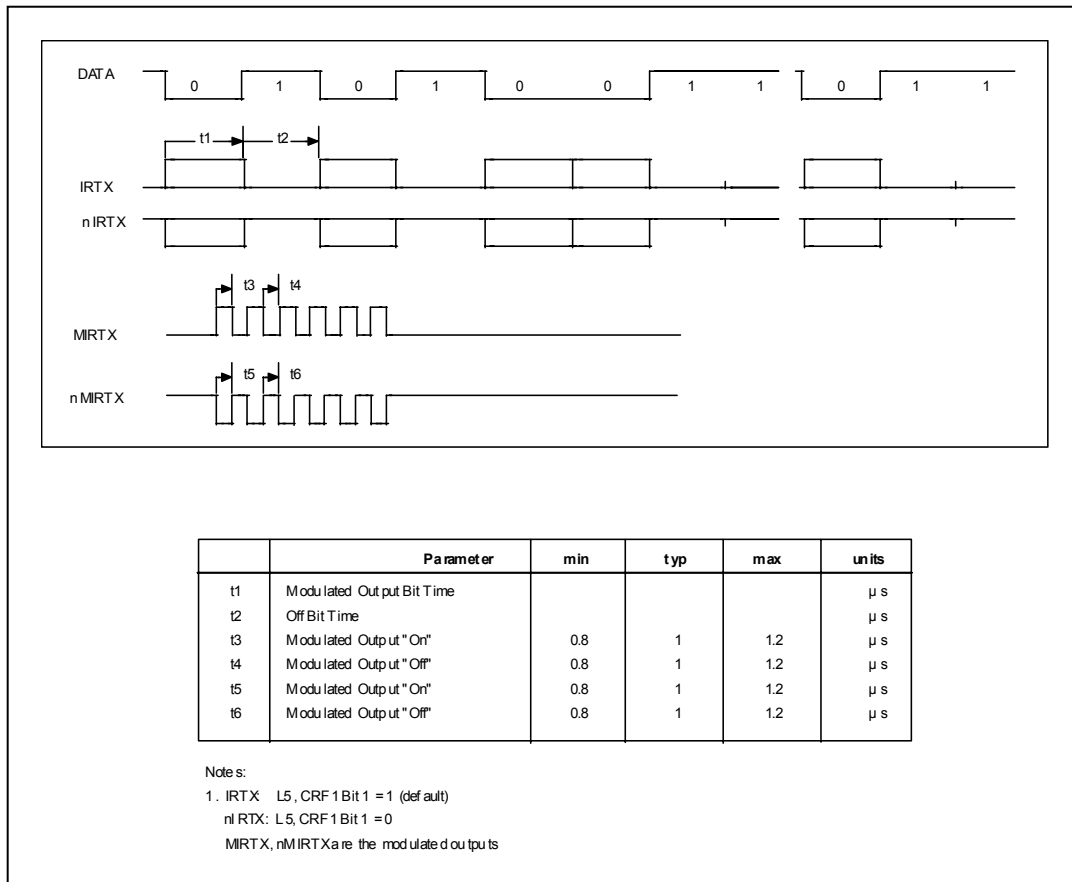 DATA 0 1 0 1 0 0 1 1 0 1 1
t1 t2
IRTX
nIRTX
t3 t4
MIRTX
t5 t6
nMIRTX
Parameter min typ max units
t1 Modulated Output Bit Time µs
t2 Off Bit Time µs
t3 Modulated Output "On" 0.8 1 1.2 µs
t4 Modulated Output "Off" 0.8 1 1.2 µs
t5 Modulated Output "On" 0.8 1 1.2 µs
t6 Modulated Output "Off" 0.8 1 1.2 µs
Notes:
1. IRTX: L5, CRF1 Bit 1 = 1 (default)
nIRTX: L5, CRF1 Bit 1 = 0
MIRTX, nMIRTX are the modulated outputs